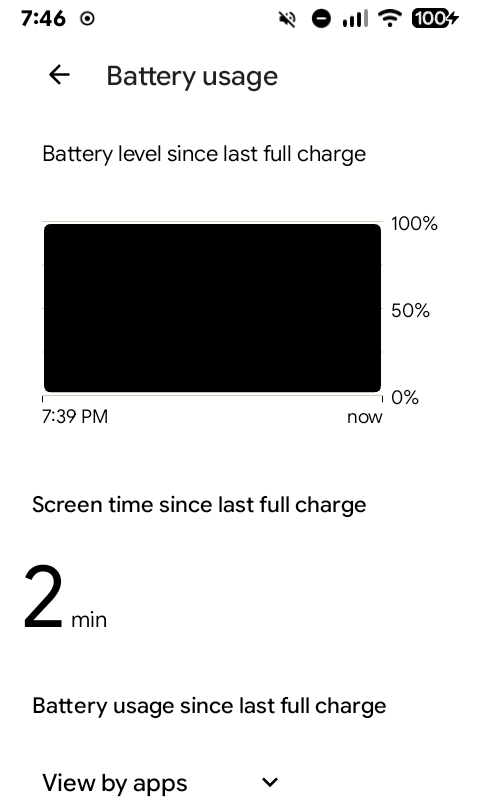 7:46
100
Battery usage
Battery level since last full charge
100%
50%
0%
7:39 PM now
Screen time since last full charge
2 min
Battery usage since last full charge
View by apps